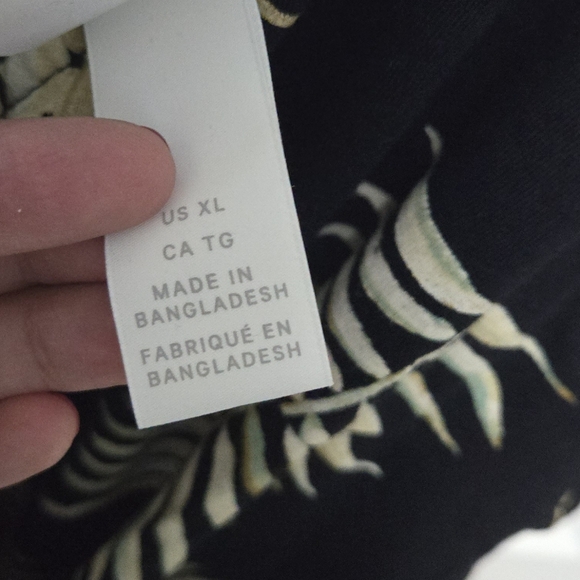 US XL
CA TG
MADE IN
BANGLADESH
FABRIQUÉ EN
BANGLADESH